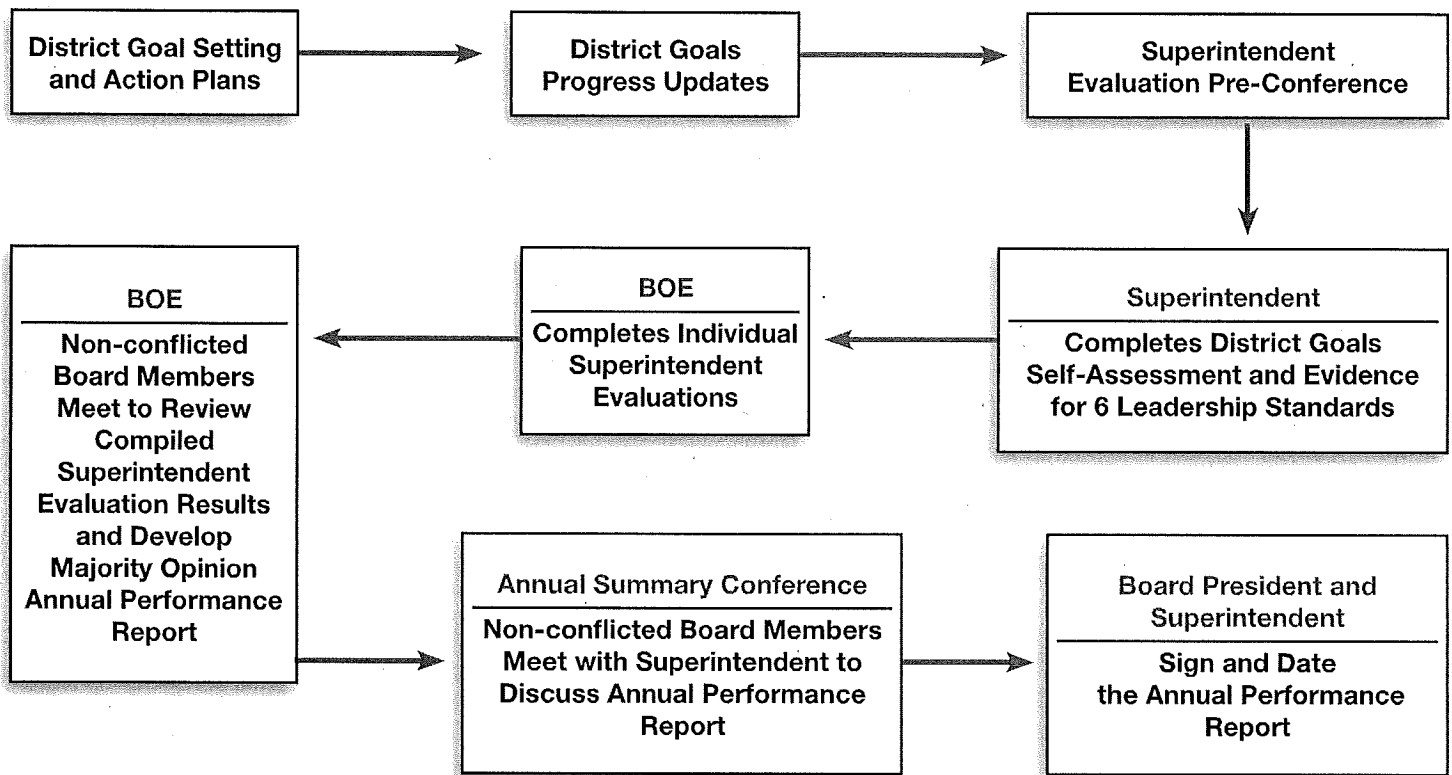 District Goal Setting
and Action Plans
District Goals
Progress Updates
Superintendent
Evaluation Pre-Conference
Superintendent
Completes District Goals
Self-Assessment and Evidence
for 6 Leadership Standards
BOE
Completes Individual
Superintendent
Evaluations
BOE
Non-conflicted
Board Members
Meet to Review
Compiled
Superintendent
Evaluation Results
and Develop
Majority Opinion
Annual Performance
Report
Annual Summary Conference
Non-conflicted Board Members
Meet with Superintendent to
Discuss Annual Performance
Report
Board President and
Superintendent
Sign and Date
the Annual Performance
Report